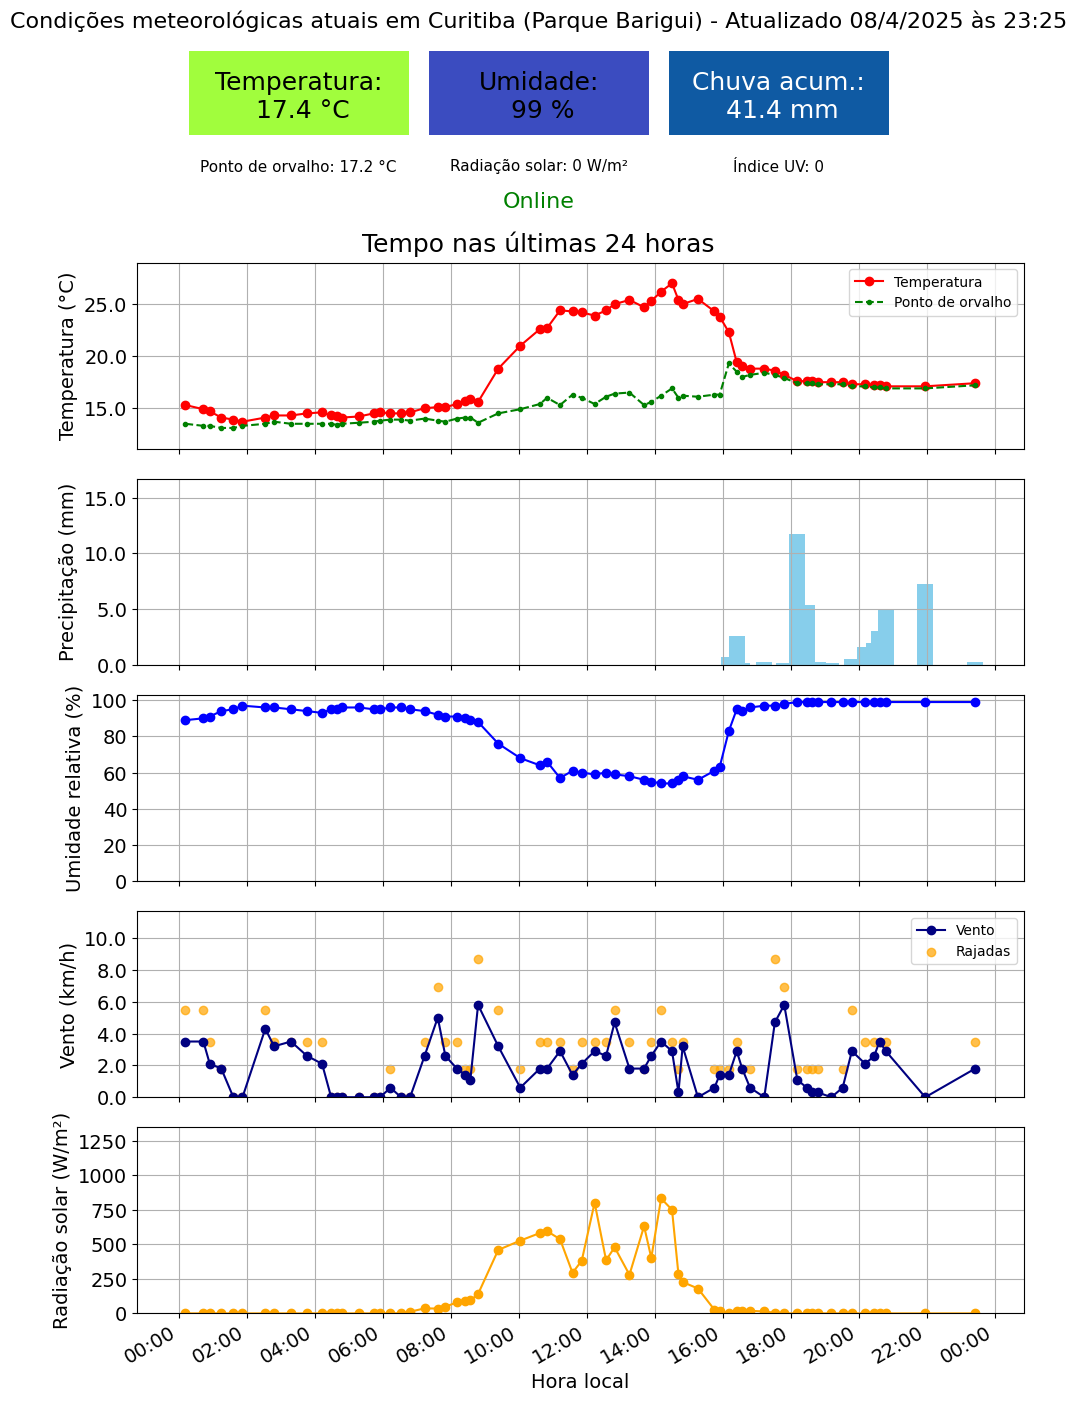 Condições meteorológicas atuais em Curitiba (Parque Barigui) - Atualizado 08/4/2025 às 23:25
Temperatura:
17.4 °C
Umidade:
99 %
Chuva acum.:
41.4 mm
Ponto de orvalho: 17.2 °C
Radiação solar: 0 W/m²
Índice UV: 0
Online
Tempo nas últimas 24 horas
Temperatura (°C)
25.0
20.0
15.0
Temperatura
Ponto de orvalho
Precipitação (mm)
15.0
10.0
5.0
0.0
Umidade relativa (%)
100
80
60
40
20
0
Vento (km/h)
10.0
8.0
6.0
4.0
2.0
0.0
Vento
Rajadas
Radiação solar (W/m²)
1250
1000
750
500
250
0
00:00
02:00
04:00
06:00
08:00
10:00
12:00
14:00
16:00
18:00
20:00
22:00
00:00
Hora local